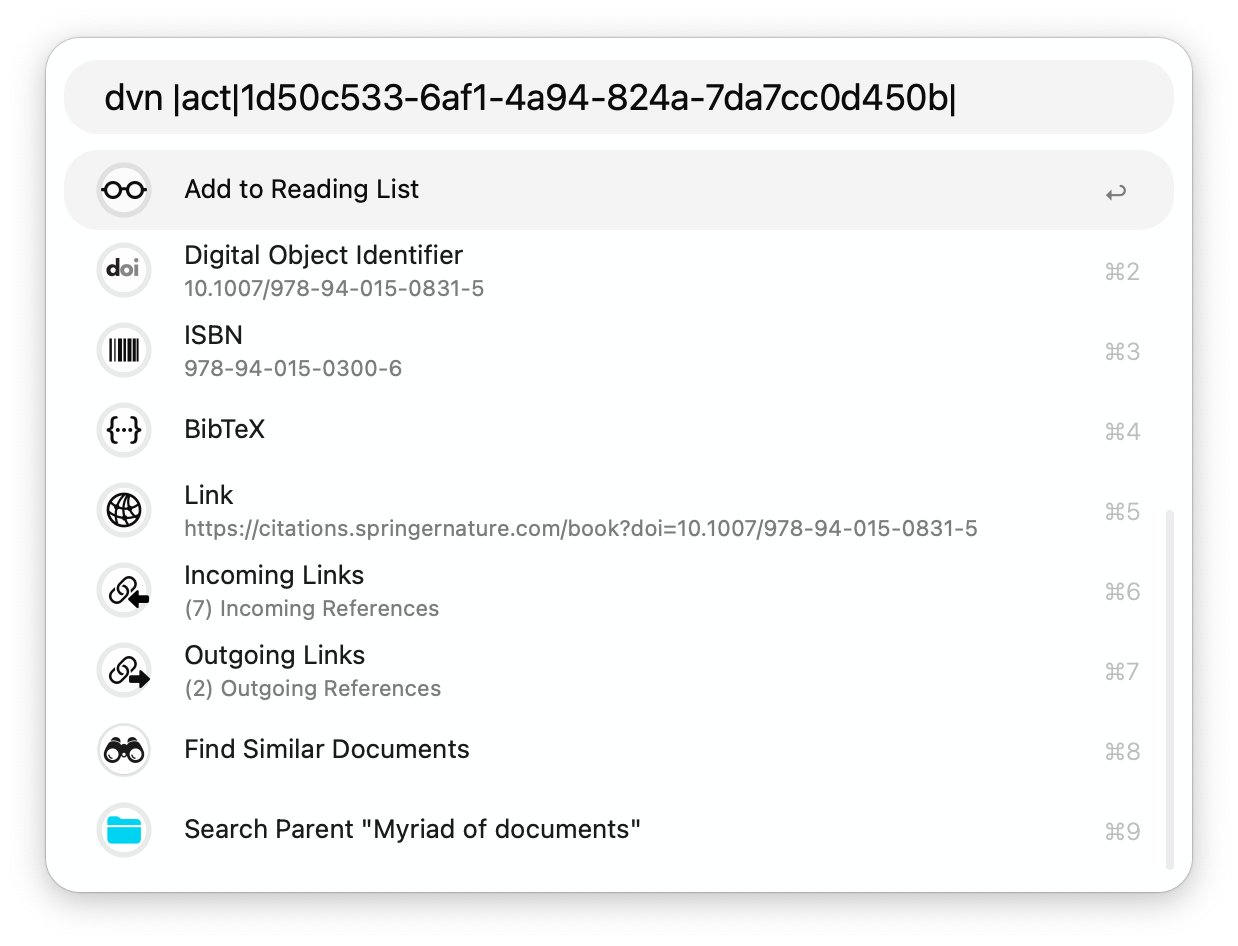 dvn |act|1d50c533-6af1-4a94-824a-7da7cc0d450b|
Add to Reading List ↩
doi
Digital Object Identifier
10.1007/978-94-015-0831-5 ⌘2
ISBN
978-94-015-0300-6 ⌘3
{···} BibTeX ⌘4
Link
https://citations.springernature.com/book?doi=10.1007/978-94-015-0831-5 ⌘5
Incoming Links
(7) Incoming References ⌘6
Outgoing Links
(2) Outgoing References ⌘7
Find Similar Documents ⌘8
Search Parent "Myriad of documents" ⌘9